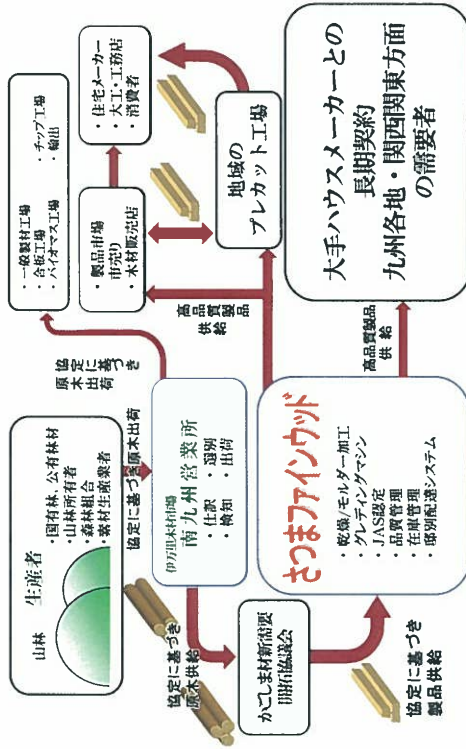 山林
生産者
・国有林、公有林材
・山林所有者
・森林組合
・素材生産業者
協定に基づき原木出荷
協定に基づき
原木出荷
・一般製材工場
・合板工場
・バイオマス工場
・チップ工場
・輸出
伊万里木材市場
南九州営業所
・仕訳
・選別
・検知
・出荷
・製品市場
市売り
・木材販売店
・住宅メーカー
・大工・工務店
・消費者
協定に基づき
原木供給
かごしま材新需要
開拓協議会
高品質製品
供給
地域の
プレカット工場
協定に基づき
製品供給
さつまファインウッド
・乾燥/モルダー加工
・グレディングマシン
・JAS認定
・品質管理
・在庫管理
・邸別配達システム
高品質製品
供給
大手ハウスメーカーとの
長期契約
九州各地・関西関東方面
の需要者